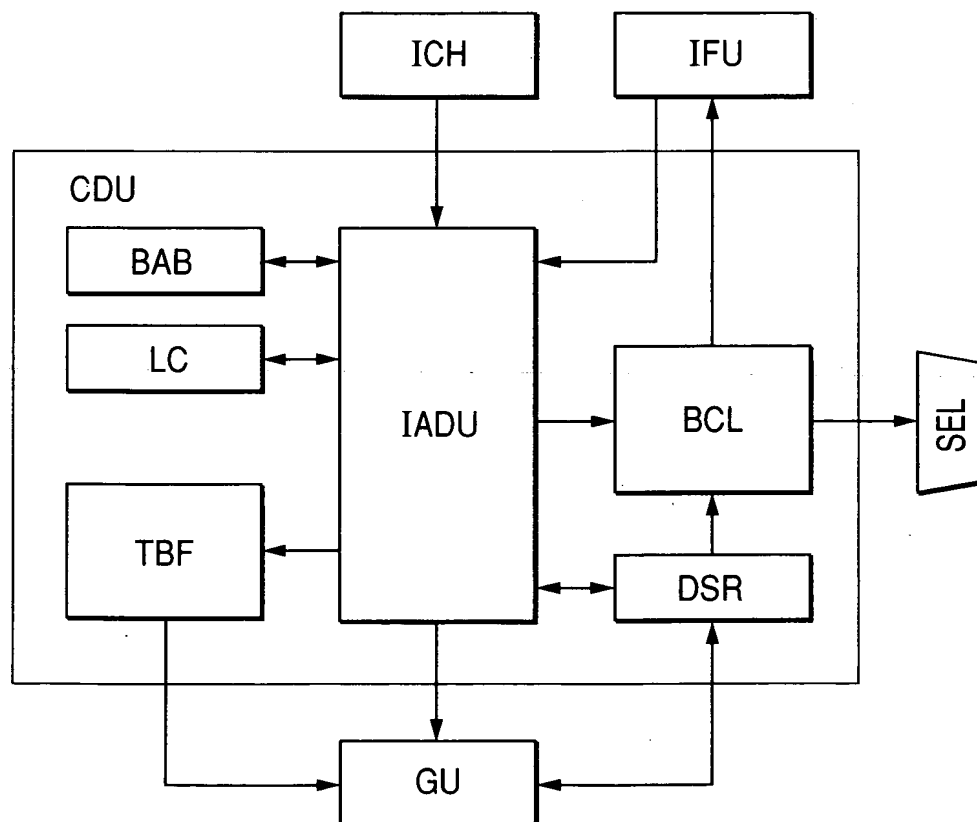 ICH
IFU
CDU
BAB
LC
IADU
BCL
SEL
TBF
DSR
GU